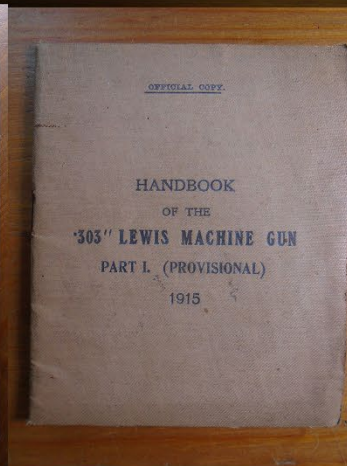 OFFICIAL COPY.
HANDBOOK
OF THE
·303" LEWIS MACHINE GUN
PART I. (PROVISIONAL)
1915